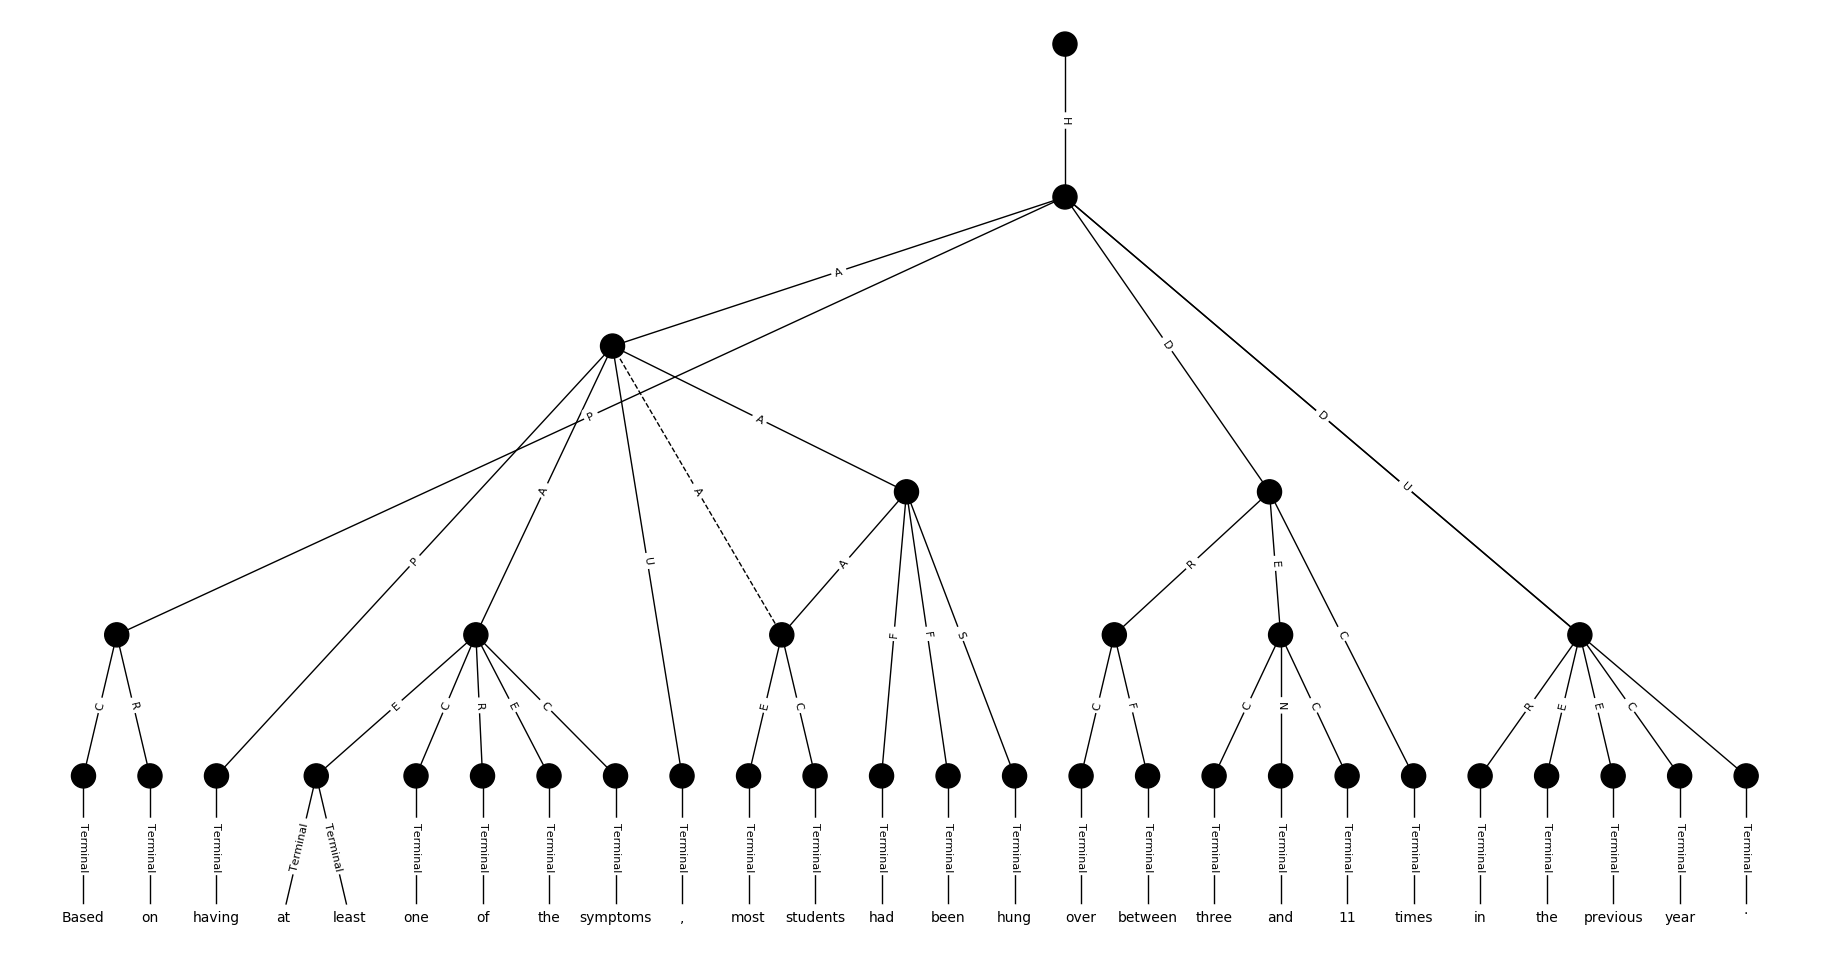 H
A
D
P
A
D
A
A
U
A
P
U
A
R
E
F
F
S
C
C
R
E
C
R
E
C
E
C
C
F
C
N
C
R
E
E
C
Terminal Terminal Terminal Terminal Terminal Terminal Terminal Terminal Terminal Terminal Terminal Terminal Terminal Terminal Terminal Terminal Terminal Terminal Terminal Terminal Terminal Terminal Terminal Terminal Terminal Terminal
Based on having at least one of the symptoms , most students had been hung over between three and 11 times in the previous year .